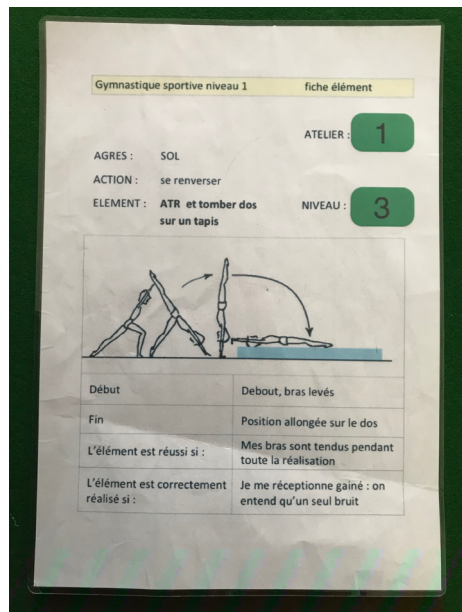 Gymnastique sportive niveau 1 fiche élément
ATELIER : 1
AGRES : SOL
ACTION : se renverser
ELEMENT : ATR et tomber dos
sur un tapis
NIVEAU : 3
Début Debout, bras levés
Fin Position allongée sur le dos
L'élément est réussi si : Mes bras sont tendus pendant
toute la réalisation
L'élément est correctement
réalisé si :
Je me réceptionne gainé : on
entend qu'un seul bruit